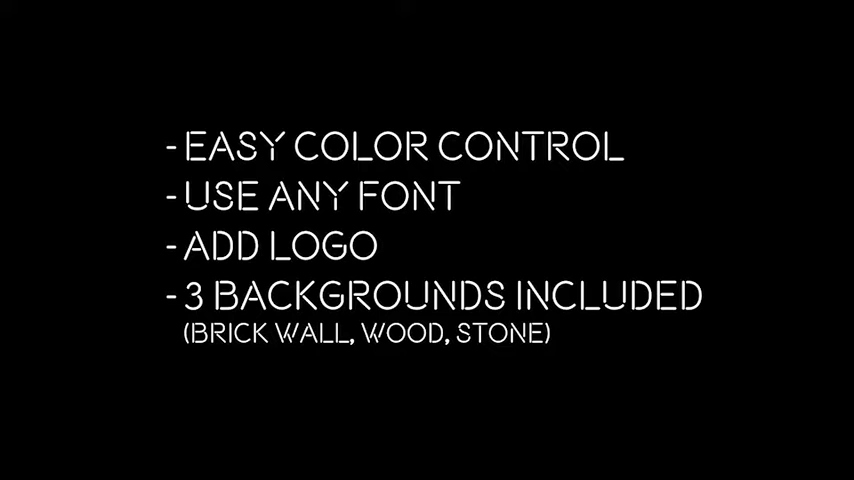 - EASY COLOR CONTROL
- USE ANY FONT
- ADD LOGO
- 3 BACKGROUNDS INCLUDED
(BRICK WALL, WOOD, STONE)